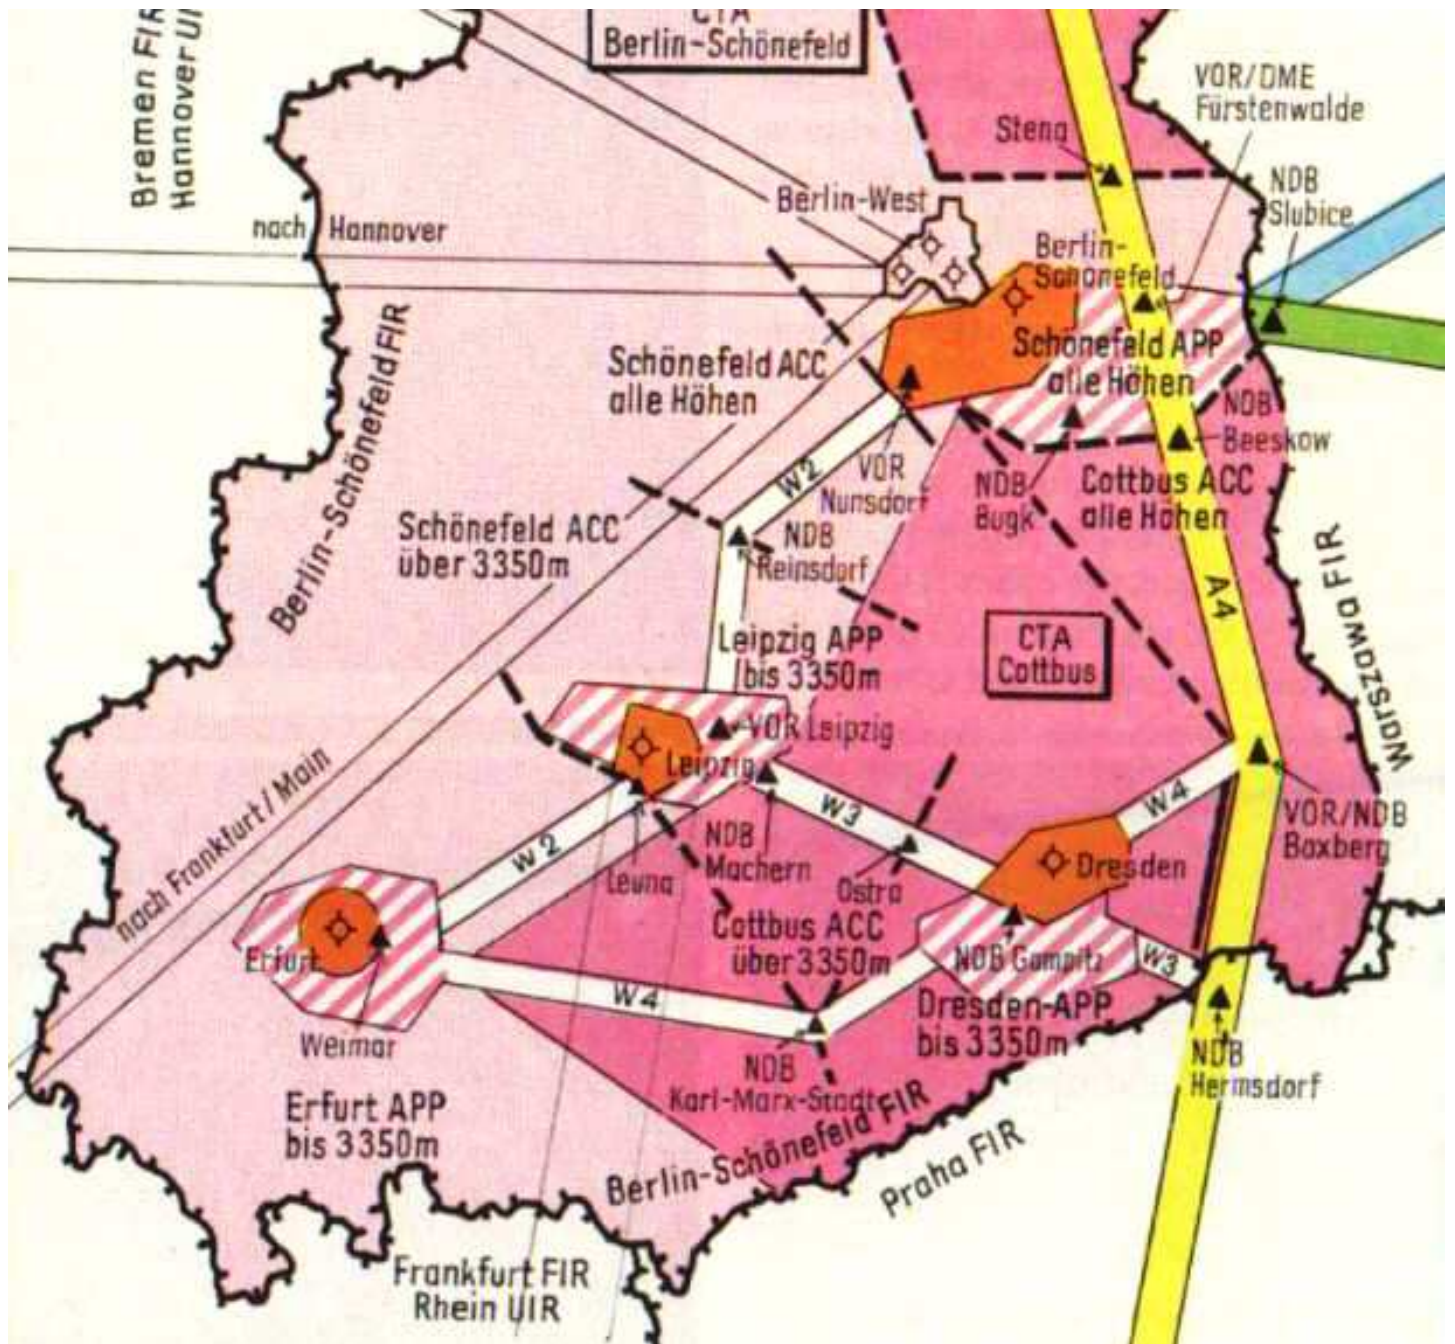 CTA
Berlin-Schönefeld
Bremen FIR
Hannover UI
VOR/DME
Fürstenwalde
Stena
NDB
Slubice
Berlin-West
nach Hannover
Berlin-
Schönefeld
Schönefeld APP
alle Höhen
Schönefeld ACC
alle Höhen
Berlin-Schönefeld FIR
NDB
Beeskow
W2
VOR
Nunsdorf
NDB
Bugk
Cottbus ACC
alle Höhen
Schönefeld ACC
über 3350m
NDB
Reinsdorf
Warszawa FIR
A4
CTA
Cottbus
Leipzig APP
bis 3350m
VOR Leipzig
Leipzig
nach Frankfurt/Main
W2
W3
W4
VOR/NDB
Boxberg
NDB
Machern
Leuna
Ostra
Dresden
Erfurt
Cottbus ACC
über 3350m
NDB Gompitz
W3
W4
Dresden-APP
bis 3350m
Weimar
NDB
Karl-Marx-Stadt
NDB
Hermsdorf
Erfurt APP
bis 3350m
Berlin-Schönefeld FIR
Praha FIR
Frankfurt FIR
Rhein UIR